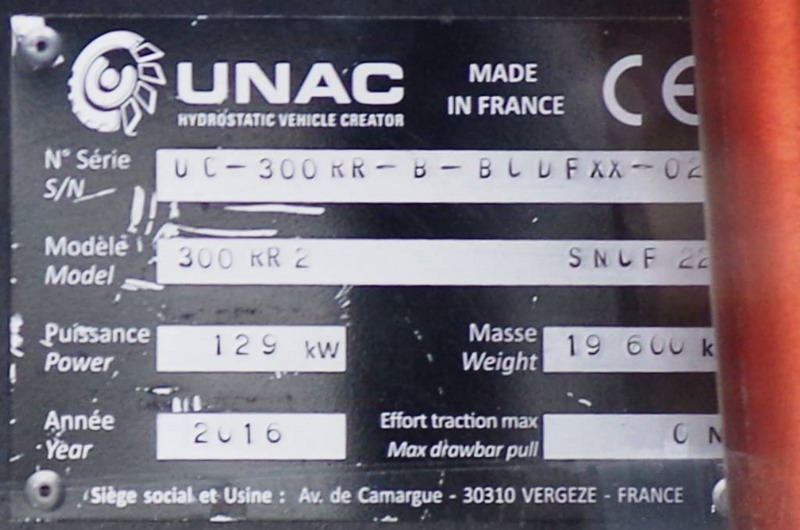 UNAC
HYDROSTATIC VEHICLE CREATOR
MADE
IN FRANCE
CE
N° Série
S/N
UC-300RR-B-BCDFXX-02
Modèle
Model
300 RR 2 SNCF 22
Puissance
Power
129 kW
Masse
Weight
19 600 k
Année
Year
2016
Effort traction max
Max drawbar pull
0 N
Siège social et Usine : Av. de Camargue - 30310 VERGEZE - FRANCE